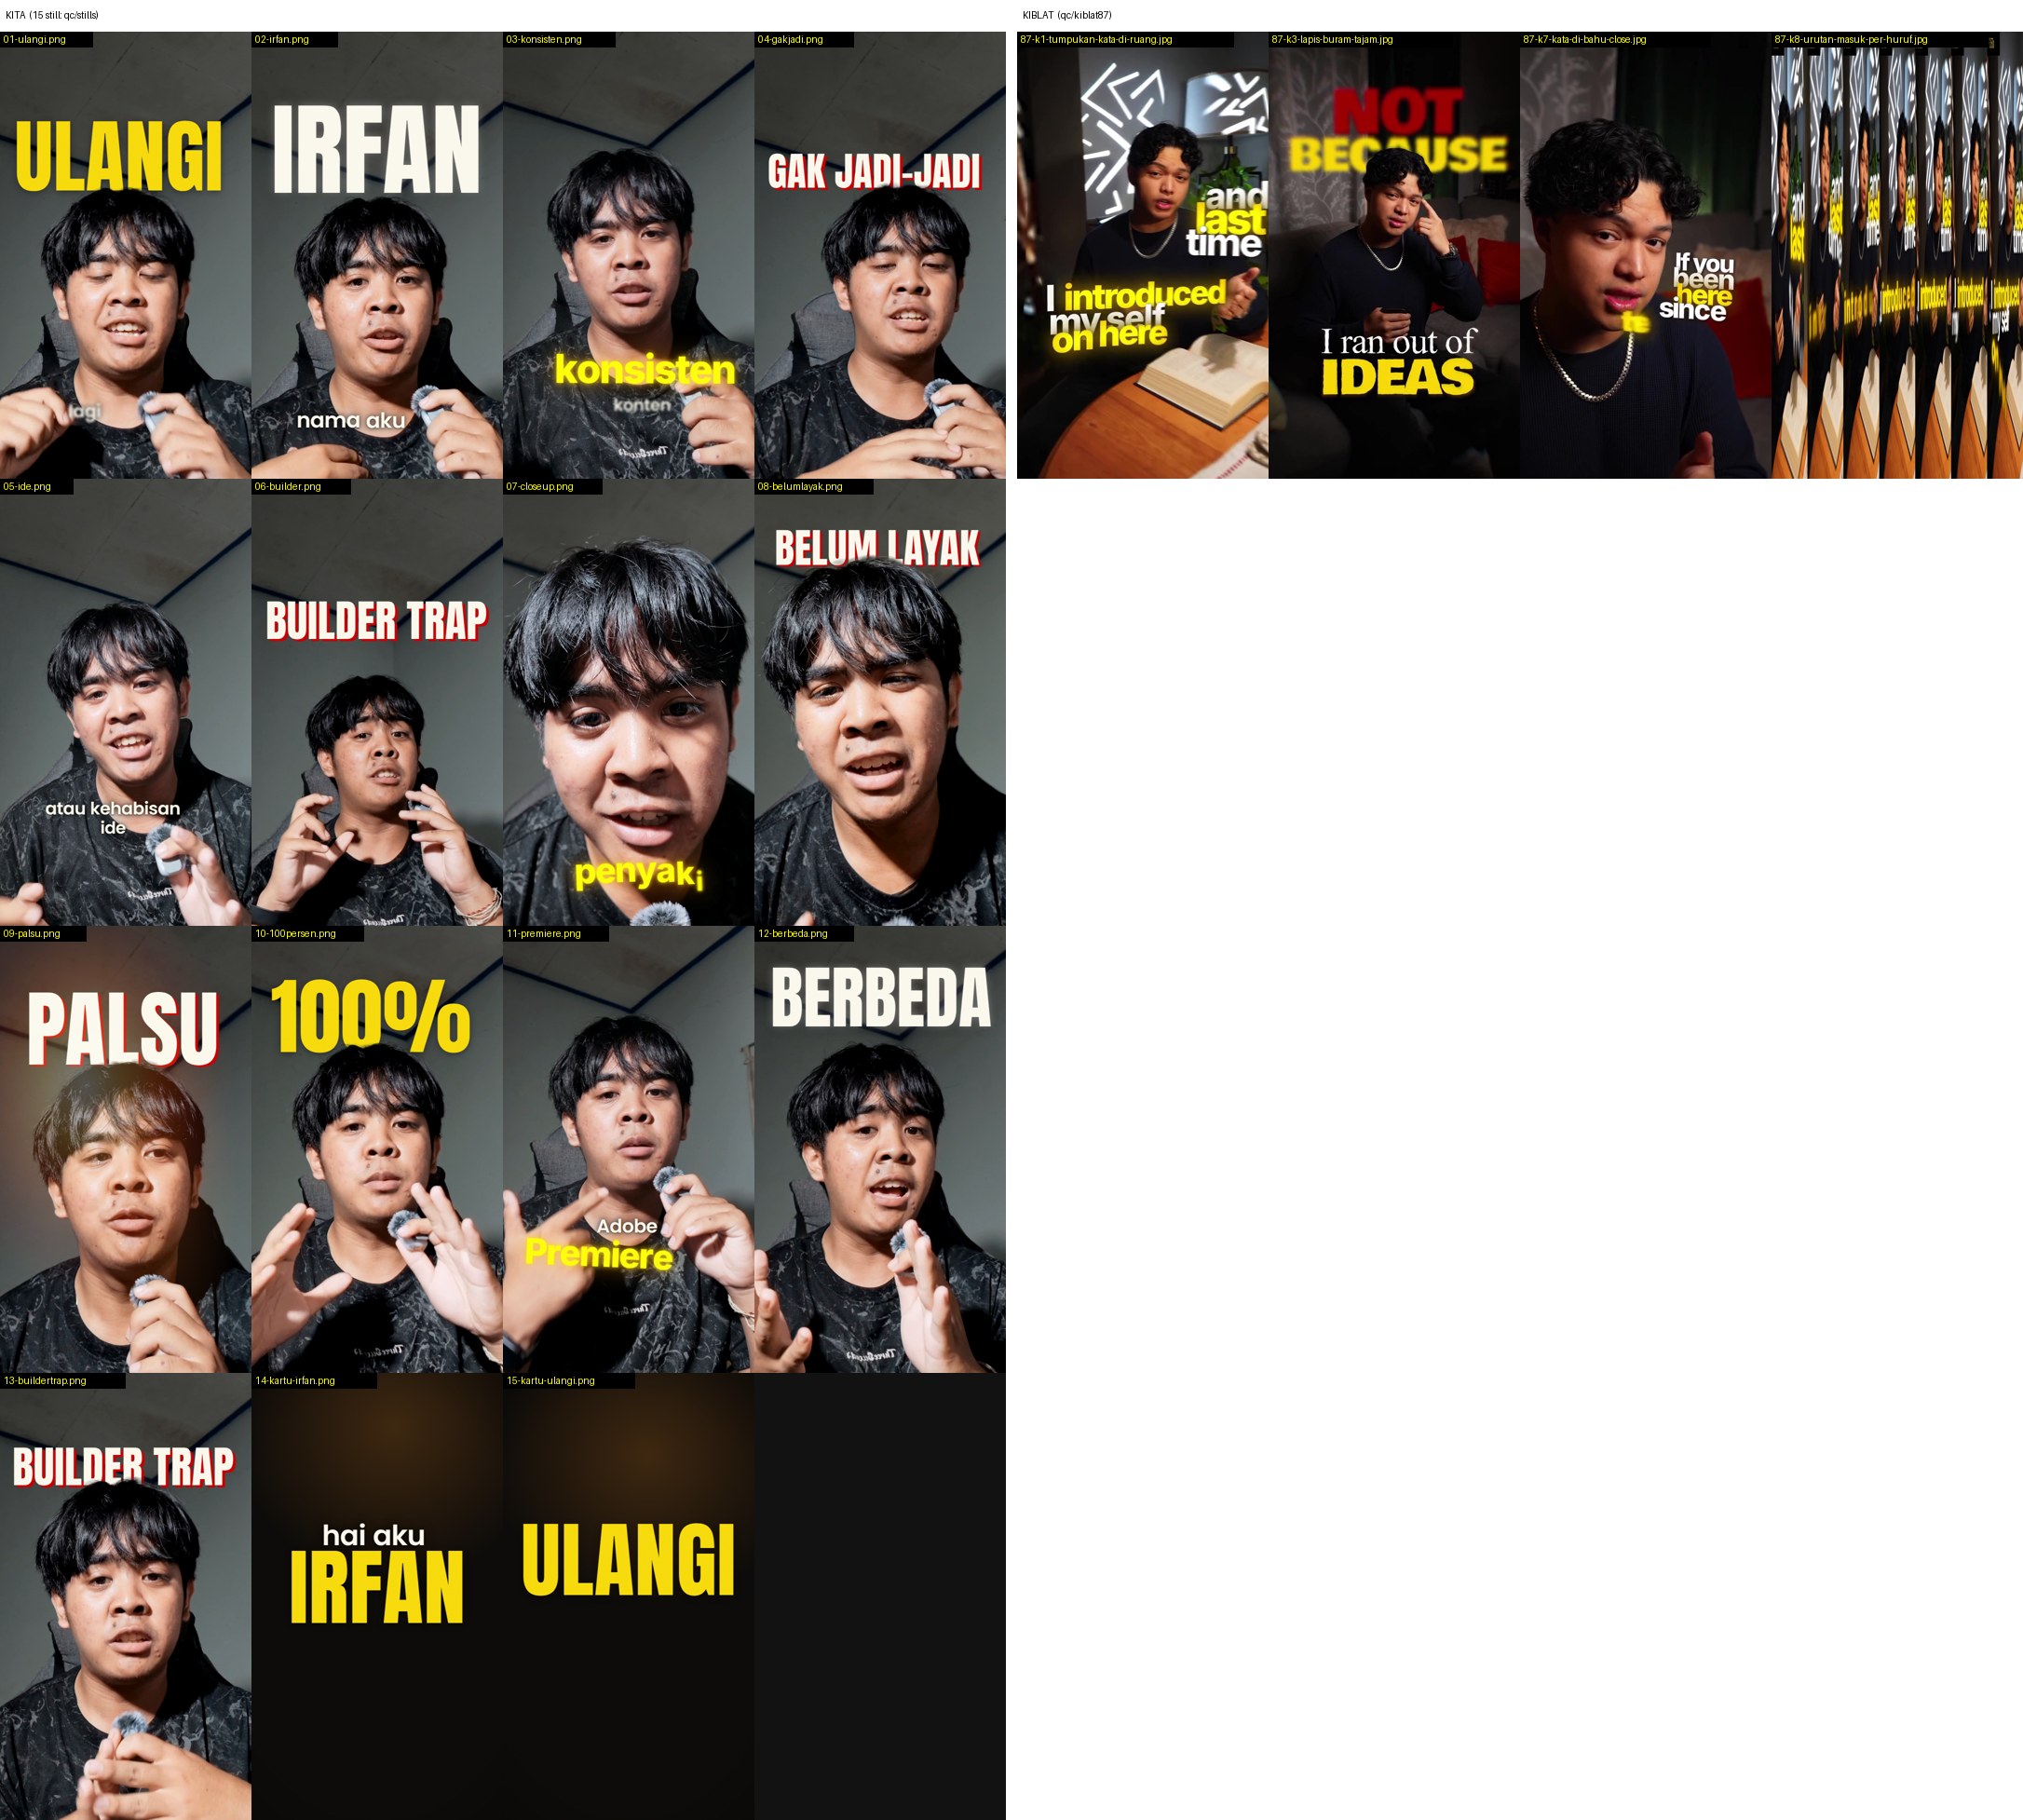 KITA (15 still: qc/stills)
KIBLAT (qc/kiblat87)
01-ulangi.png
ULANGI
lagi
02-irfan.png
IRFAN
nama aku
03-konsisten.png
konsisten
konten
04-gakjadi.png
GAK JADI-JADI
87-k1-tumpukan-kata-di-ruang.jpg
and
last
time
I introduced
my self
on here
87-k3-lapis-buram-tajam.jpg
NOT
BECAUSE
I ran out of
IDEAS
87-k7-kata-di-bahu-close.jpg
If you
been
here
since
te
87-k8-urutan-masuk-per-huruf.jpg
05-ide.png
atau kehabisan
ide
06-builder.png
BUILDER TRAP
07-closeup.png
penyaki
08-belumlayak.png
BELUM LAYAK
09-palsu.png
PALSU
10-100persen.png
100%
11-premiere.png
Adobe
Premiere
12-berbeda.png
BERBEDA
13-buildertrap.png
BUILDER TRAP
14-kartu-irfan.png
hai aku
IRFAN
15-kartu-ulangi.png
ULANGI